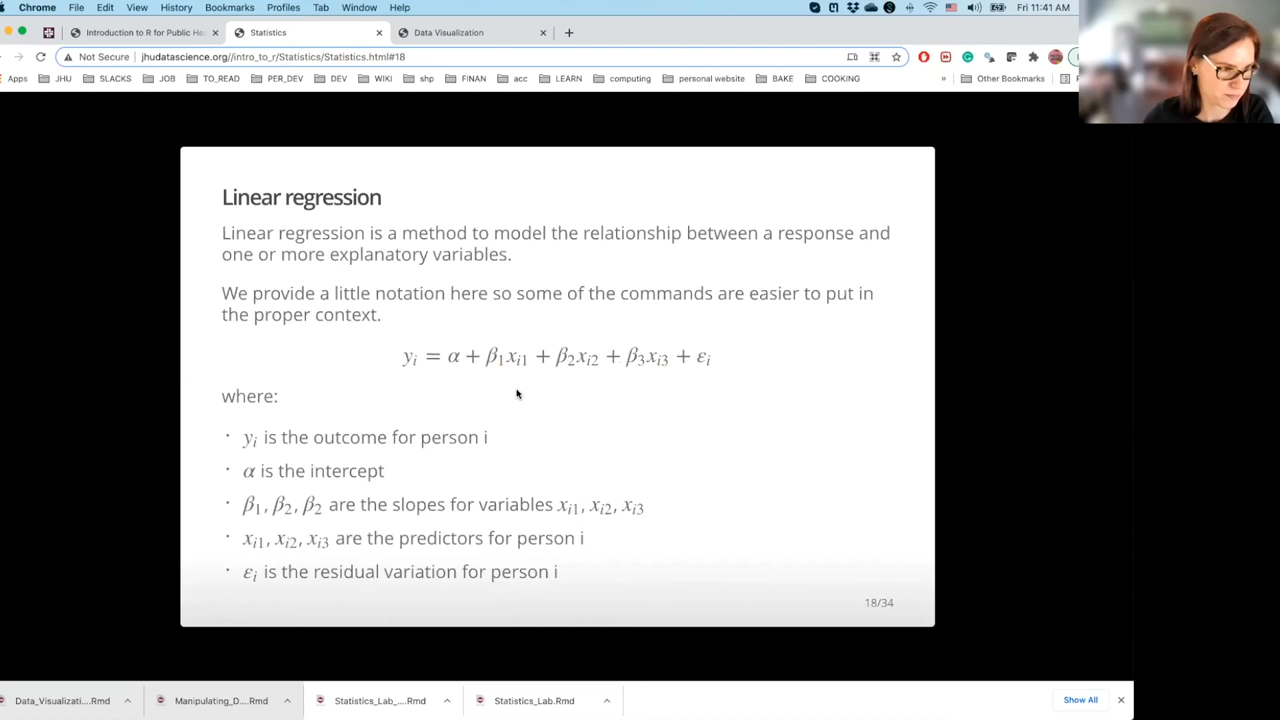 Chrome File Edit View History Bookmarks Profiles Tab Window Help Fri 11:41 AM
Introduction to R for Public He Statistics Data Visualization
Not Secure jhudatascience.org//intro_to_r/Statistics/Statistics.html#18
Apps JHU SLACKS JOB TO_READ PER_DEV DEV WIKI shp FINAN acc LEARN computing personal website BAKE COOKING » Other Bookmarks
Linear regression
Linear regression is a method to model the relationship between a response and
one or more explanatory variables.
We provide a little notation here so some of the commands are easier to put in
the proper context.
yᵢ = α + β₁xᵢ₁ + β₂xᵢ₂ + β₃xᵢ₃ + εᵢ
where:
· yᵢ is the outcome for person i
· α is the intercept
· β₁, β₂, β₂ are the slopes for variables xᵢ₁, xᵢ₂, xᵢ₃
· xᵢ₁, xᵢ₂, xᵢ₃ are the predictors for person i
· εᵢ is the residual variation for person i
18/34
Data_Visualizati....Rmd Manipulating_D....Rmd Statistics_Lab_....Rmd Statistics_Lab.Rmd Show All